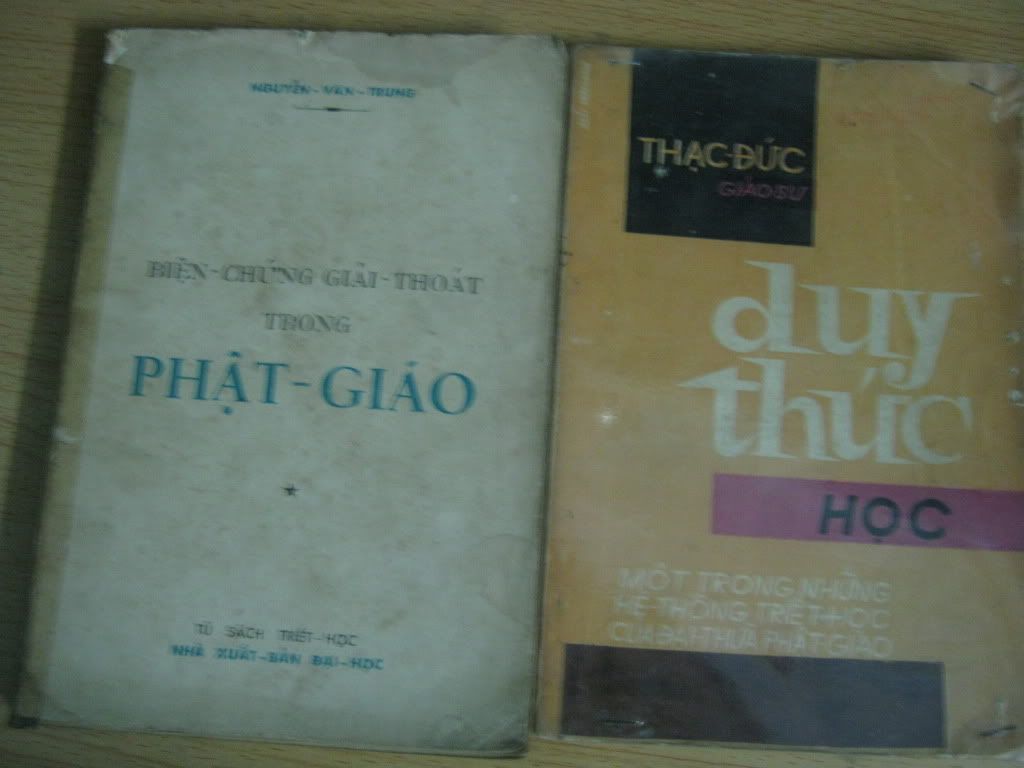 NGUYỄN - VĂN - TRUNG
BIỆN - CHỨNG GIẢI - THOÁT
TRONG
PHẬT - GIÁO
TỦ SÁCH TRIẾT - HỌC
NHÀ XUẤT - BẢN ĐẠI - HỌC
THẠC-ĐỨC
GIÁO SƯ
duy
thức
HỌC
MỘT TRONG NHỮNG
HỆ THỐNG TRIẾT-HỌC
CỦA ĐẠI-THỪA PHẬT GIÁO